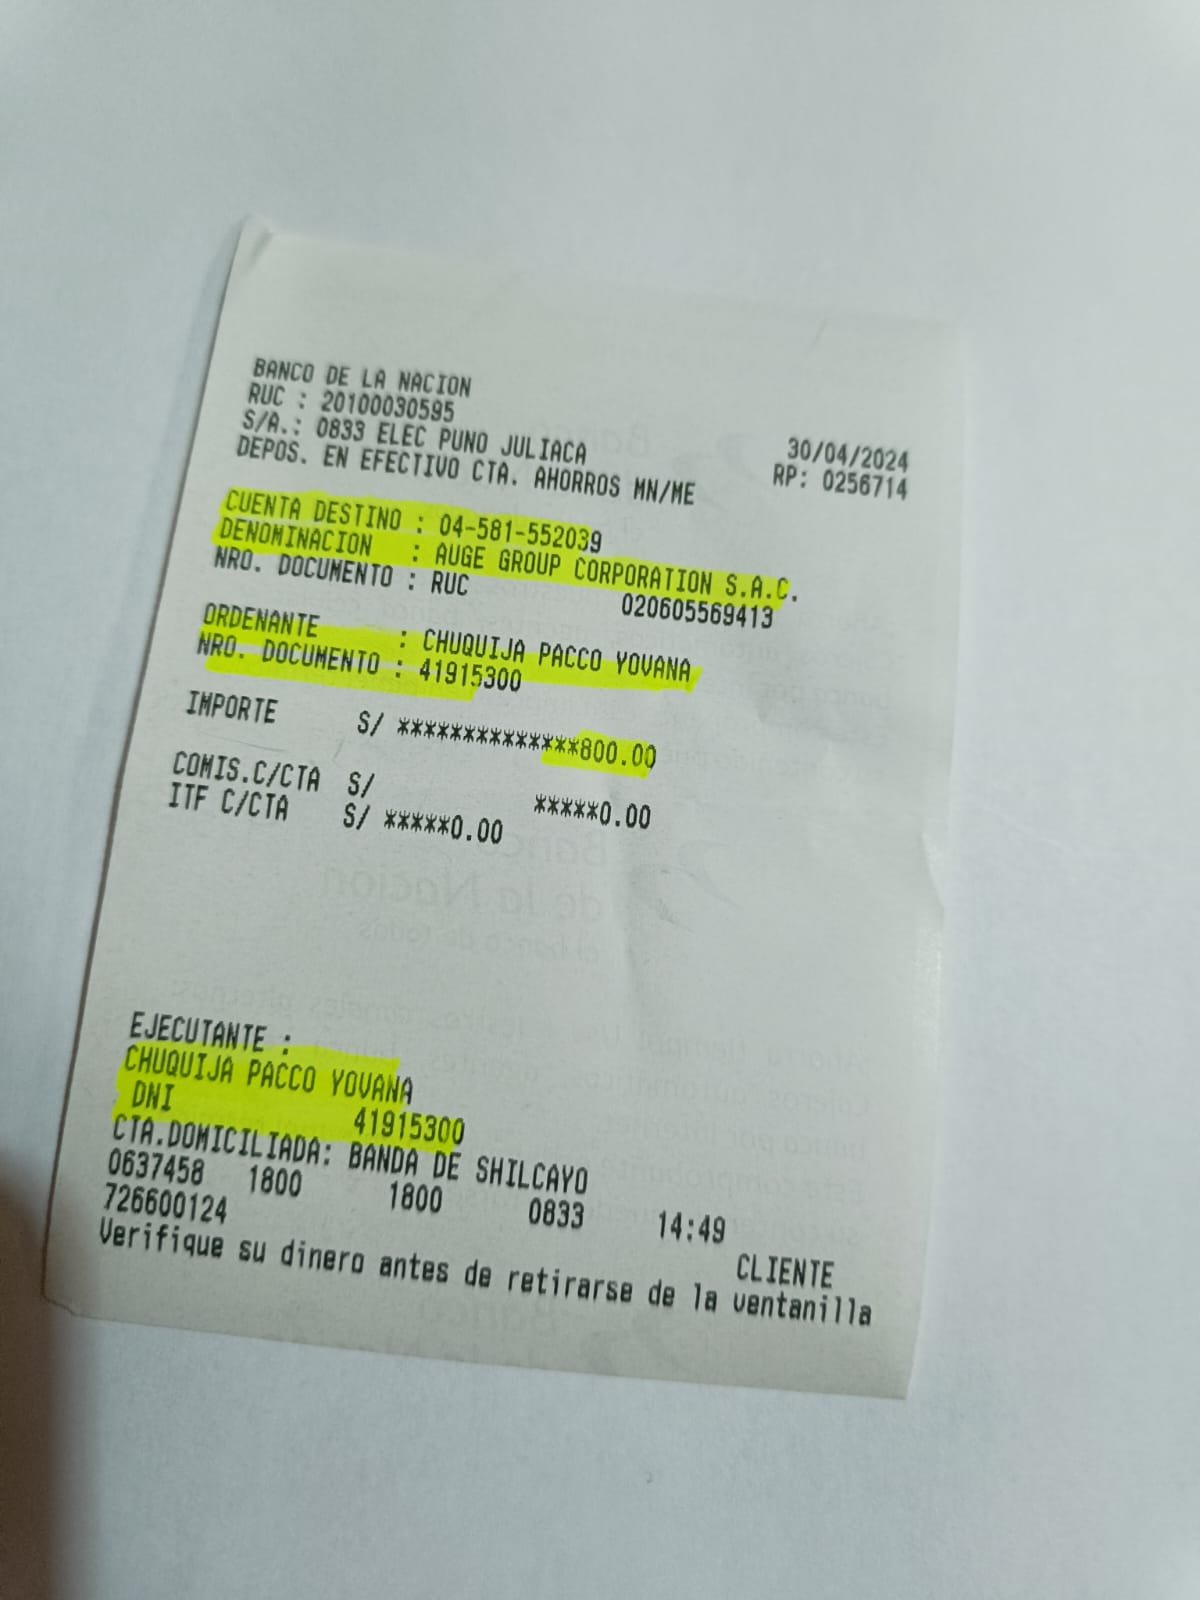 BANCO DE LA NACION
RUC : 20100030595
S/A.: 0833 ELEC PUNO JULIACA 30/04/2024
DEPOS. EN EFECTIVO CTA. AHORROS MN/ME RP: 0256714
CUENTA DESTINO : 04-581-552039
DENOMINACION : AUGE GROUP CORPORATION S.A.C.
NRO. DOCUMENTO : RUC 020605569413
ORDENANTE : CHUQUIJA PACCO YOVANA
NRO. DOCUMENTO : 41915300
IMPORTE S/ **************800.00
COMIS.C/CTA S/ *****0.00
ITF C/CTA S/ *****0.00
EJECUTANTE :
CHUQUIJA PACCO YOVANA
DNI 41915300
CTA.DOMICILIADA: BANDA DE SHILCAYO
0637458 1800 1800 0833 14:49
726600124 CLIENTE
Verifique su dinero antes de retirarse de la ventanilla